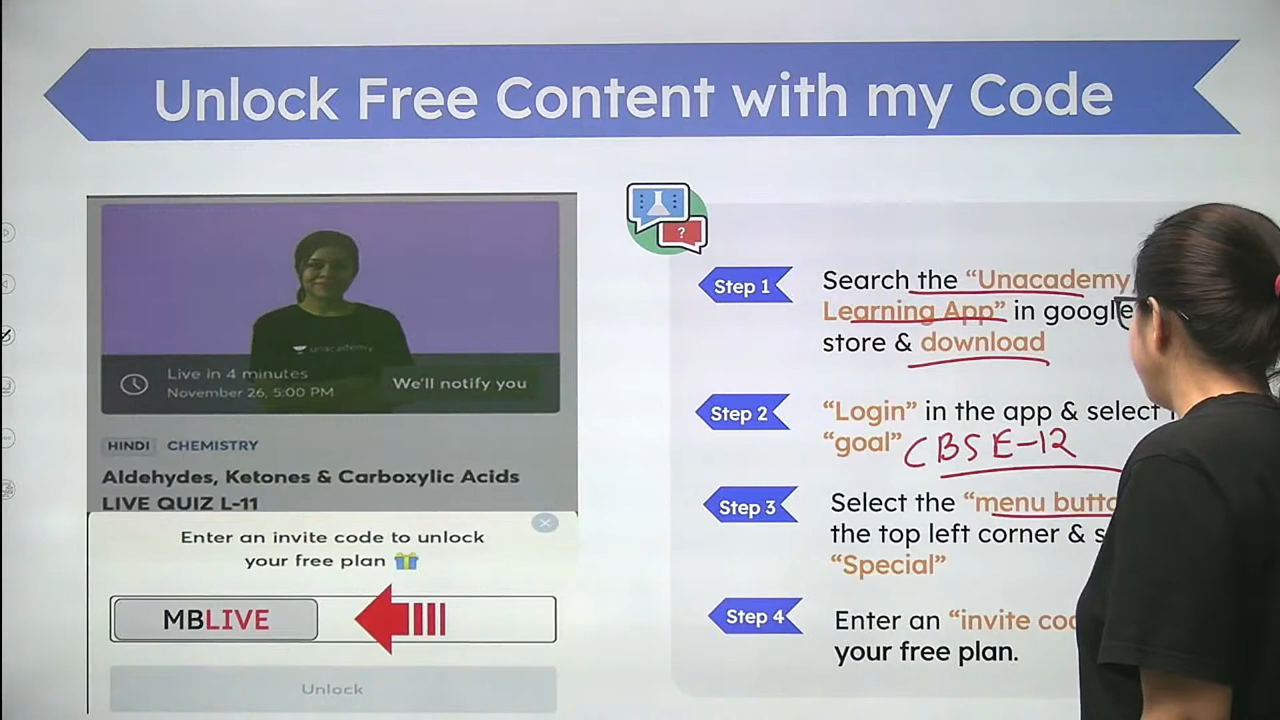 Unlock Free Content with my Code
unacademy
Live in 4 minutes
November 26, 5:00 PM
We'll notify you
HINDI CHEMISTRY
Aldehydes, Ketones & Carboxylic Acids
LIVE QUIZ L-11
Enter an invite code to unlock
your free plan
MBLIVE
Unlock
?
Step 1
Search the "Unacademy
Learning App" in google
store & download
Step 2
"Login" in the app & select
"goal" CBSE-12
Step 3
Select the "menu butto
the top left corner & s
"Special"
Step 4
Enter an "invite co
your free plan.